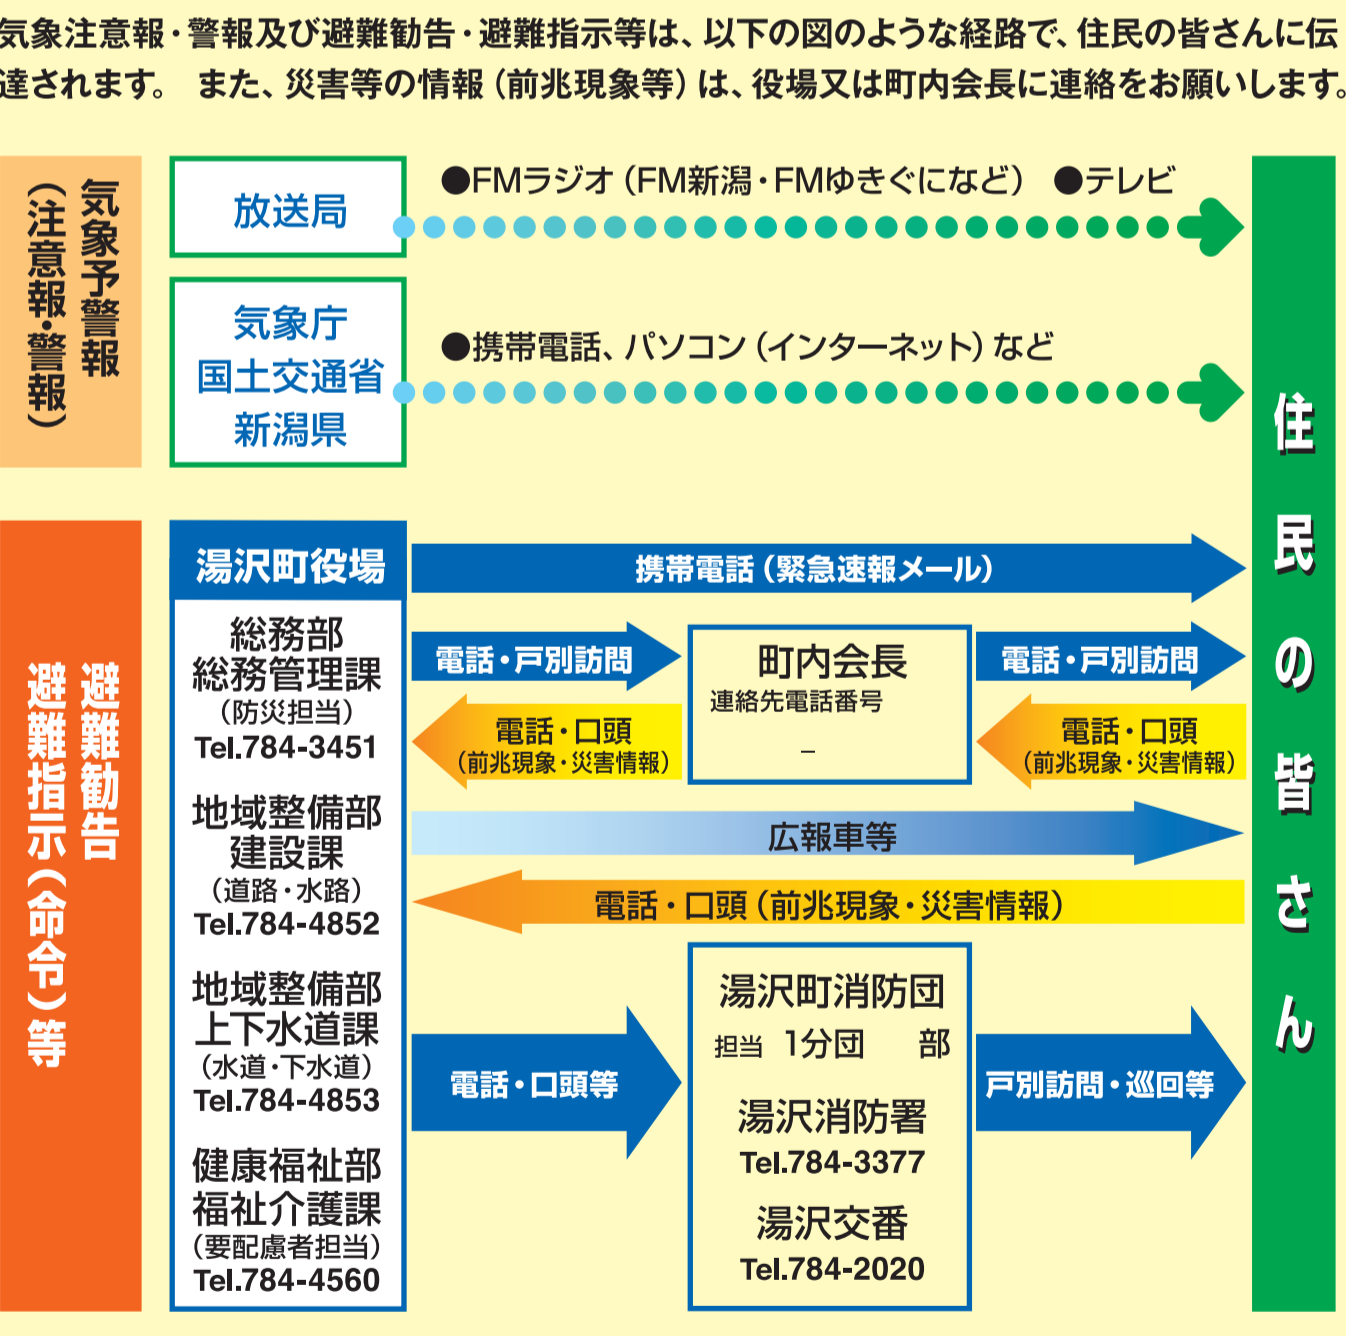 気象注意報・警報及び避難勧告・避難指示等は、以下の図のような経路で、住民の皆さんに伝
達されます。 また、災害等の情報（前兆現象等）は、役場又は町内会長に連絡をお願いします。
気象予警報
（注意報・警報）
放送局
●FMラジオ（FM新潟・FMゆきぐになど） ●テレビ
気象庁
国土交通省
新潟県
●携帯電話、パソコン（インターネット）など
住民の皆さん
避難勧告
避難指示（命令）等
湯沢町役場
総務部
総務管理課
（防災担当）
Tel.784-3451
地域整備部
建設課
（道路・水路）
Tel.784-4852
地域整備部
上下水道課
（水道・下水道）
Tel.784-4853
健康福祉部
福祉介護課
（要配慮者担当）
Tel.784-4560
携帯電話（緊急速報メール）
電話・戸別訪問
電話・口頭
（前兆現象・災害情報）
町内会長
連絡先電話番号
−
電話・戸別訪問
電話・口頭
（前兆現象・災害情報）
広報車等
電話・口頭（前兆現象・災害情報）
電話・口頭等
湯沢町消防団
担当 1分団 部
湯沢消防署
Tel.784-3377
湯沢交番
Tel.784-2020
戸別訪問・巡回等